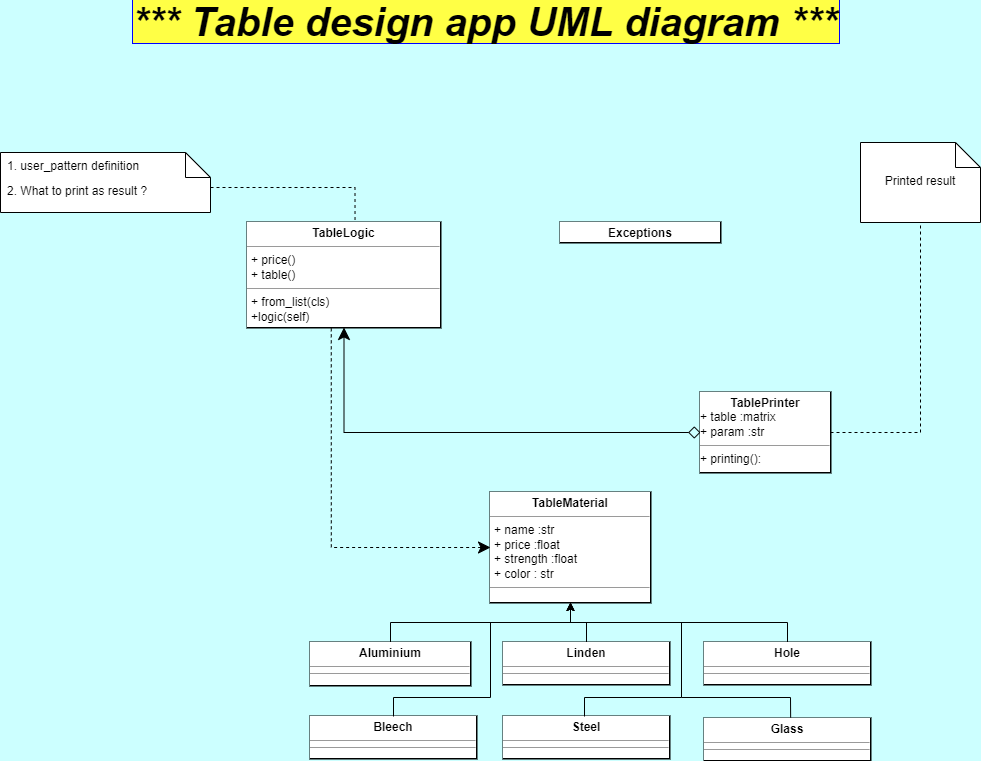 *** Table design app UML diagram ***
1. user_pattern definition
2. What to print as result ?
Printed result
TableLogic
+ price()
+ table()
+ from_list(cls)
+logic(self)
Exceptions
TablePrinter
+ table :matrix
+ param :str
+ printing():
TableMaterial
+ name :str
+ price :float
+ strength :float
+ color : str
Aluminium
Linden
Hole
Bleech
Steel
Glass